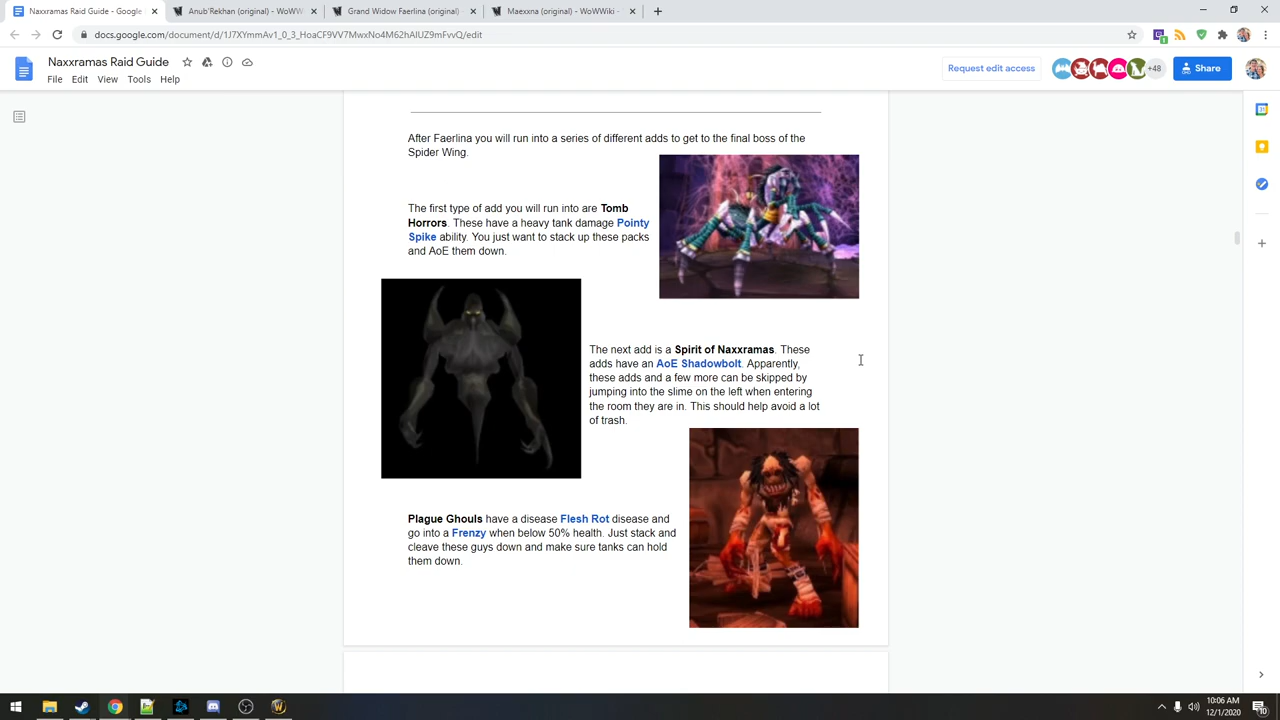 Naxxramas Raid Guide - Google
Anub'Rekhan (original) - WoWW
Grand Widow Faerlina (original)
Maexxna (original) - WoWWiki -
docs.google.com/document/d/1J7XYmmAv1_0_3_HoaCF9VV7MwxNo4M62hAlUZ9mFvvQ/edit
1
Naxxramas Raid Guide
File Edit View Tools Help
Request edit access
+48
Share
31
After Faerlina you will run into a series of different adds to get to the final boss of the
Spider Wing.
The first type of add you will run into are Tomb
Horrors. These have a heavy tank damage Pointy
Spike ability. You just want to stack up these packs
and AoE them down.
The next add is a Spirit of Naxxramas. These
adds have an AoE Shadowbolt. Apparently,
these adds and a few more can be skipped by
jumping into the slime on the left when entering
the room they are in. This should help avoid a lot
of trash.
Plague Ghouls have a disease Flesh Rot disease and
go into a Frenzy when below 50% health. Just stack and
cleave these guys down and make sure tanks can hold
them down.
10:06 AM
12/1/2020
10